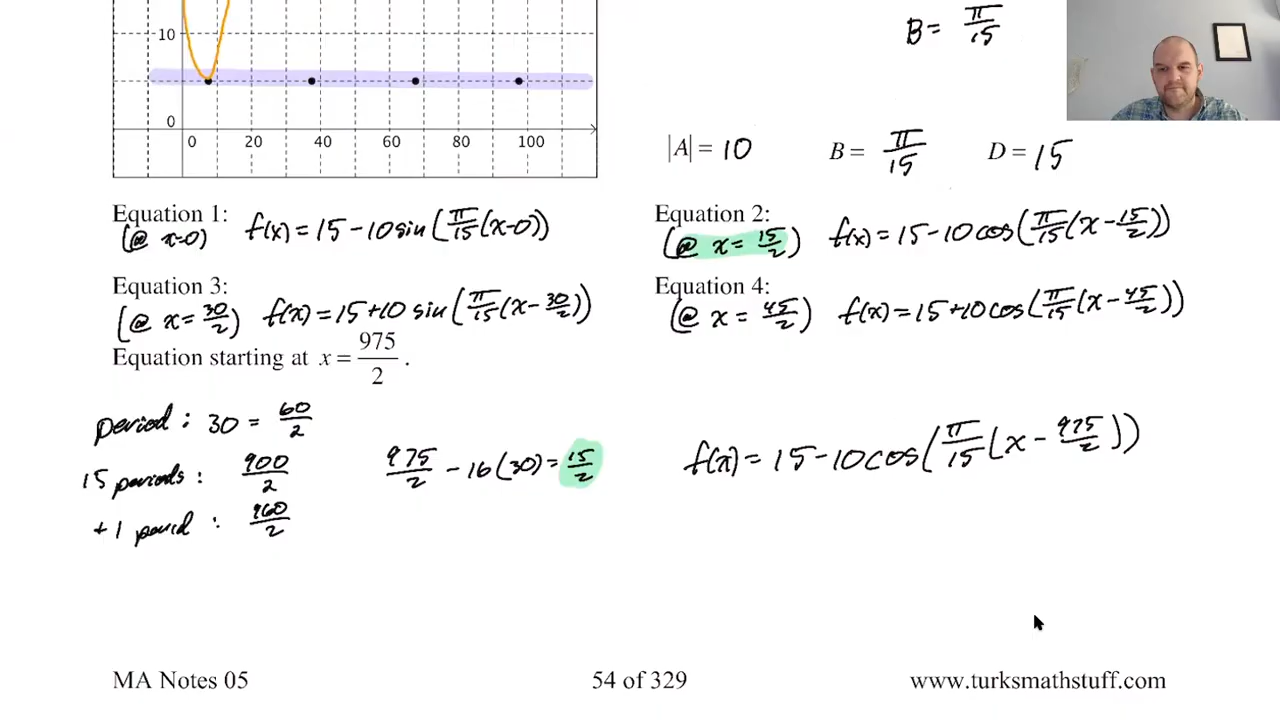 10
0
0 20 40 60 80 100
B = π/15
|A| = 10 B = π/15 D = 15
Equation 1: f(x) = 15 - 10 sin(π/15 (x-0))
(@ x=0)
Equation 2: f(x) = 15 - 10 cos(π/15 (x - 15/2))
(@ x = 15/2)
Equation 3:
(@ x = 30/2) f(x) = 15 + 10 sin(π/15 (x - 30/2))
Equation 4:
(@ x = 45/2) f(x) = 15 + 10 cos(π/15 (x - 45/2))
Equation starting at x = 975/2 .
period : 30 = 60/2
15 periods : 900/2
+ 1 period : 960/2
975/2 - 16(30) = 15/2
f(x) = 15 - 10 cos(π/15 (x - 975/2))
MA Notes 05 54 of 329 www.turksmathstuff.com